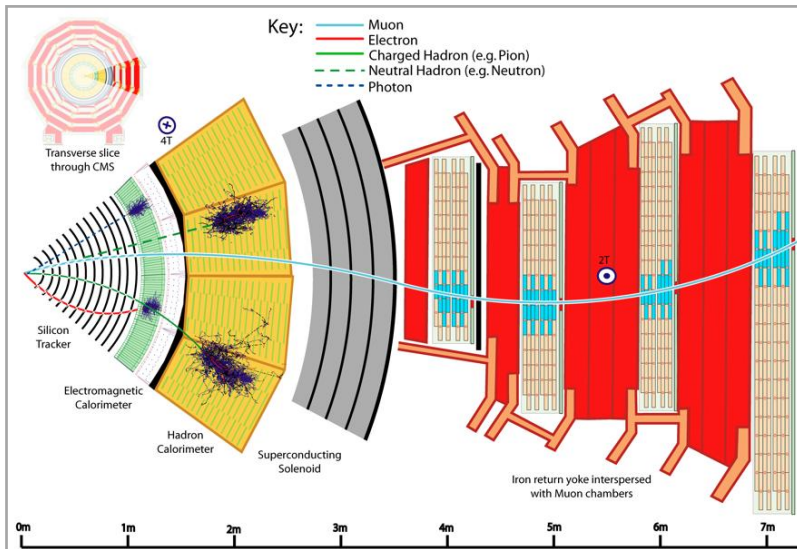 Key:
Muon
Electron
Charged Hadron (e.g. Pion)
Neutral Hadron (e.g. Neutron)
Photon
Transverse slice
through CMS
4T
2T
Silicon
Tracker
Electromagnetic
Calorimeter
Hadron
Calorimeter
Superconducting
Solenoid
Iron return yoke interspersed
with Muon chambers
0m
1m
2m
3m
4m
5m
6m
7m